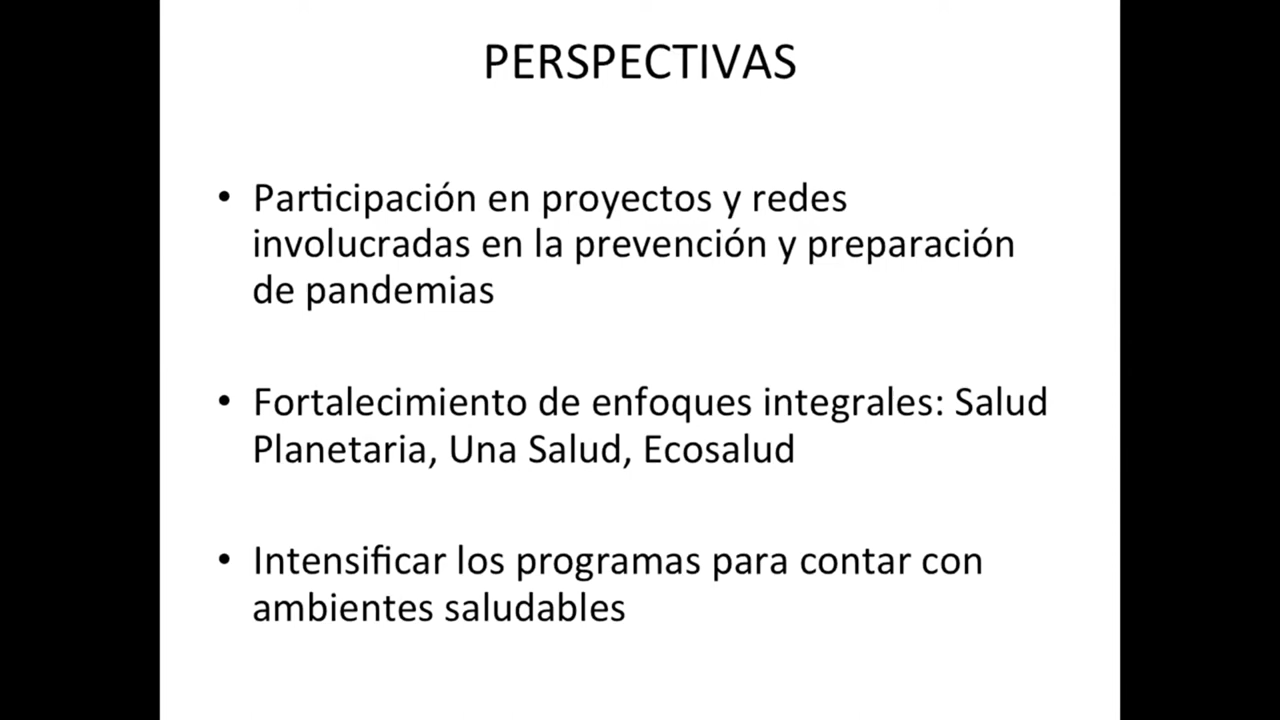 PERSPECTIVAS
• Participación en proyectos y redes
involucradas en la prevención y preparación
de pandemias
• Fortalecimiento de enfoques integrales: Salud
Planetaria, Una Salud, Ecosalud
• Intensificar los programas para contar con
ambientes saludables